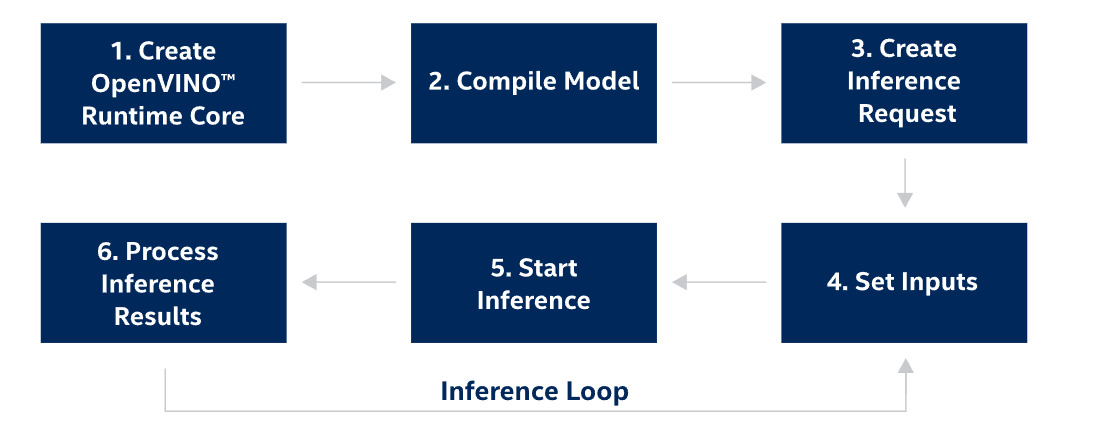 1. Create
OpenVINO™
Runtime Core
2. Compile Model
3. Create
Inference
Request
4. Set Inputs
5. Start
Inference
6. Process
Inference
Results
Inference Loop